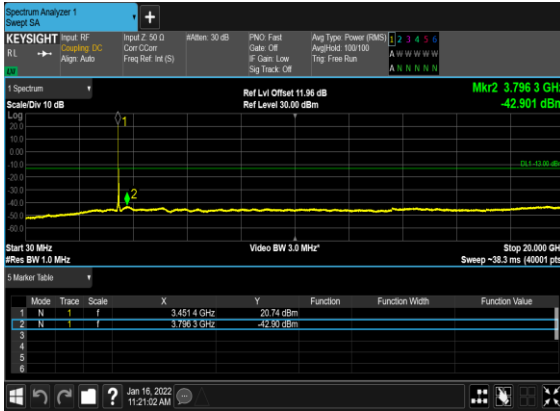 Spectrum Analyzer 1
Swept SA
+
KEYSIGHT Input: RF Input Z: 50 Ω #Atten: 30 dB PNO: Fast Avg Type: Power (RMS) 1 2 3 4 5 6
RL Coupling: DC Corr CCorr Gate: Off Avg|Hold: 100/100 A W W W W W
Align: Auto Freq Ref: Int (S) IF Gain: Low Trig: Free Run
Sig Track: Off A N N N N N
1 Spectrum Ref Lvl Offset 11.96 dB Mkr2 3.796 3 GHz
Scale/Div 10 dB Ref Level 30.00 dBm -42.901 dBm
Log
20.0
10.0
0.00
-10.0
-20.0
-30.0
-40.0
-50.0
-60.0
1
2
DL1 -13.00 dBm
Start 30 MHz Video BW 3.0 MHz* Stop 20.000 GHz
#Res BW 1.0 MHz Sweep ~38.3 ms (40001 pts)
5 Marker Table
Mode Trace Scale X Y Function Function Width Function Value
1 N 1 f 3.451 4 GHz 20.74 dBm
2 N 1 f 3.796 3 GHz -42.90 dBm
3
4
5
6
? Jan 16, 2022
11:21:02 AM